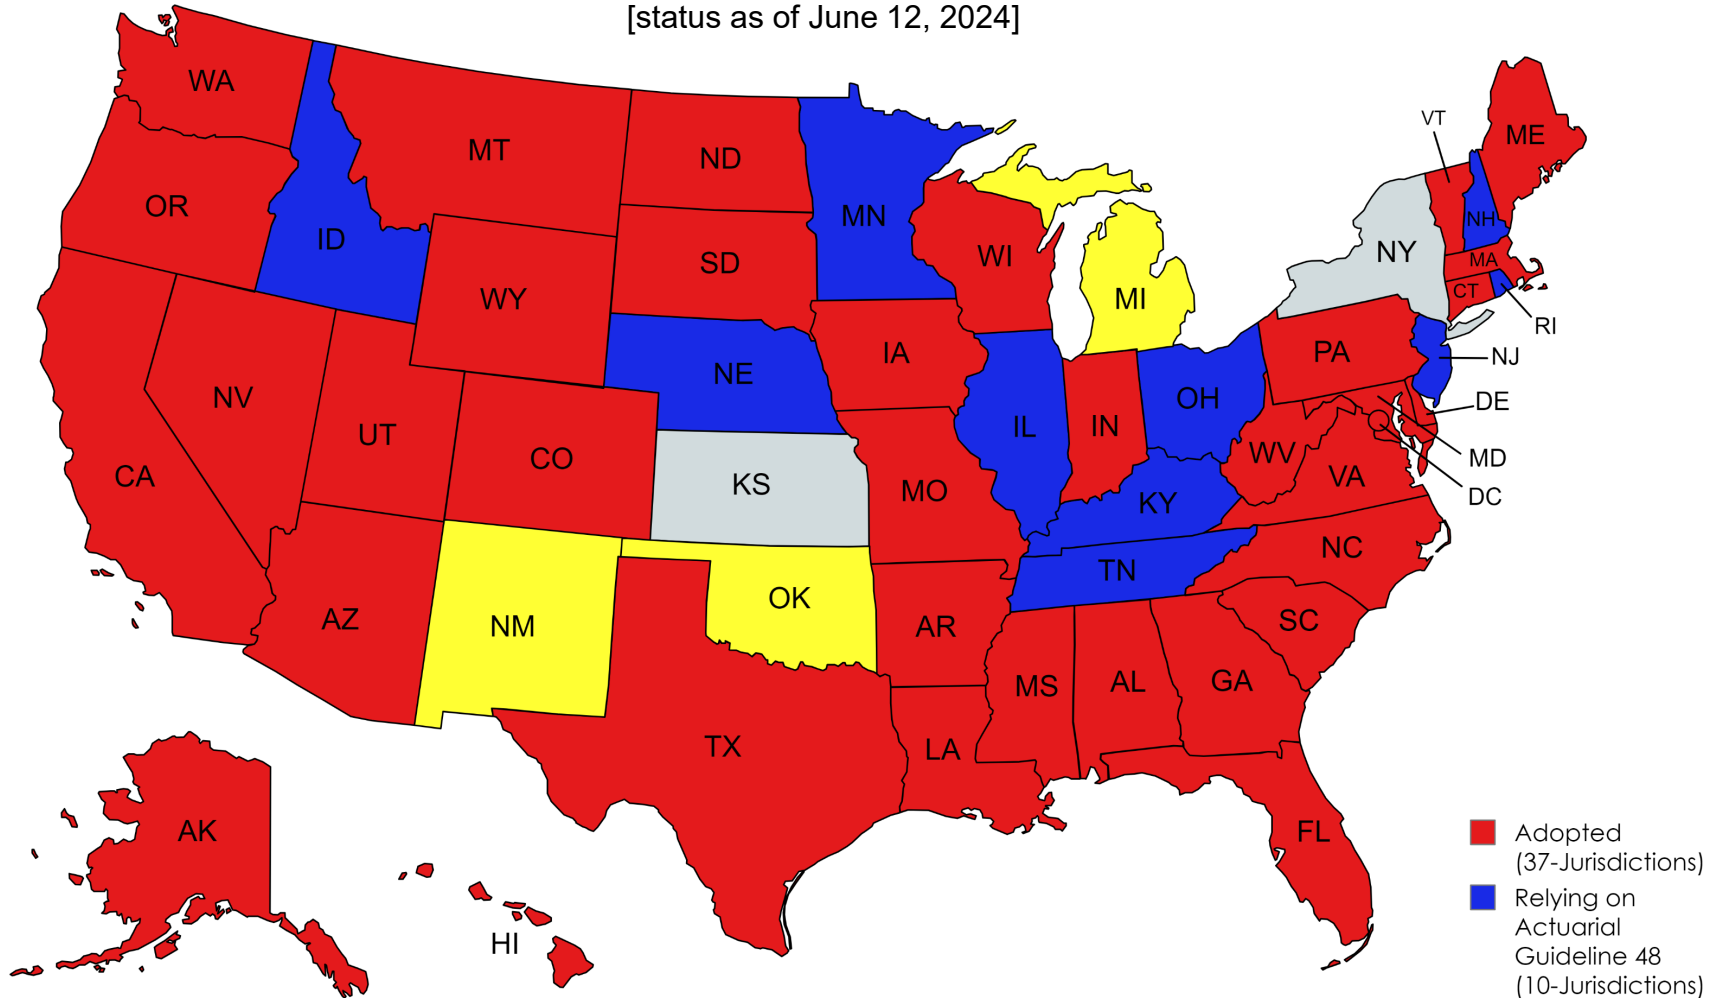 [status as of June 12, 2024]
WA
MT
ND
VT
ME
OR
ID
MN
NH
SD
WI
NY
MA
WY
MI
CT
RI
IA
PA
NJ
NE
NV
OH
DE
UT
IL
IN
CO
WV
MD
CA
KS
MO
VA
DC
KY
NC
TN
OK
AZ
NM
AR
SC
MS
AL
GA
TX
LA
AK
FL
HI
Adopted
(37-Jurisdictions)
Relying on
Actuarial
Guideline 48
(10-Jurisdictions)